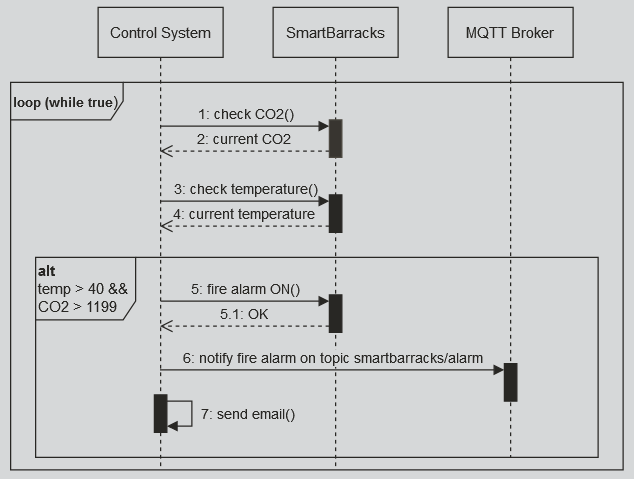 Control System
SmartBarracks
MQTT Broker
loop (while true)
1: check CO2()
2: current CO2
3: check temperature()
4: current temperature
alt
temp > 40 &&
CO2 > 1199
5: fire alarm ON()
5.1: OK
6: notify fire alarm on topic smartbarracks/alarm
7: send email()